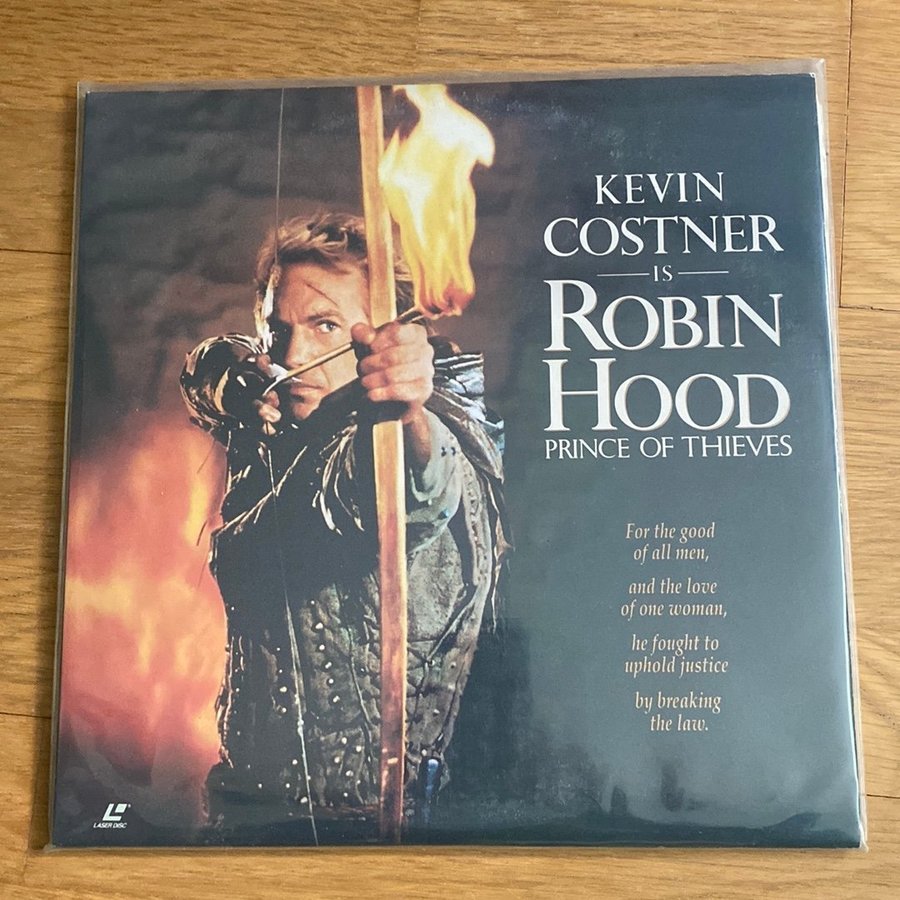 KEVIN
COSTNER
IS
ROBIN
HOOD
PRINCE OF THIEVES
For the good
of all men,
and the love
of one woman,
he fought to
uphold justice
by breaking
the law.
LASER DISC